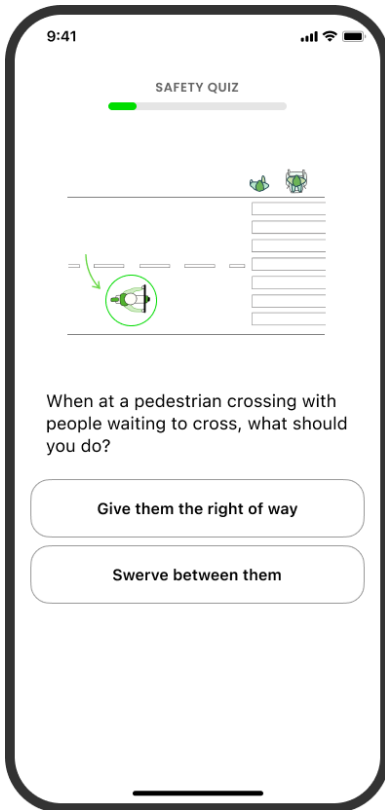 9:41
SAFETY QUIZ
When at a pedestrian crossing with
people waiting to cross, what should
you do?
Give them the right of way
Swerve between them